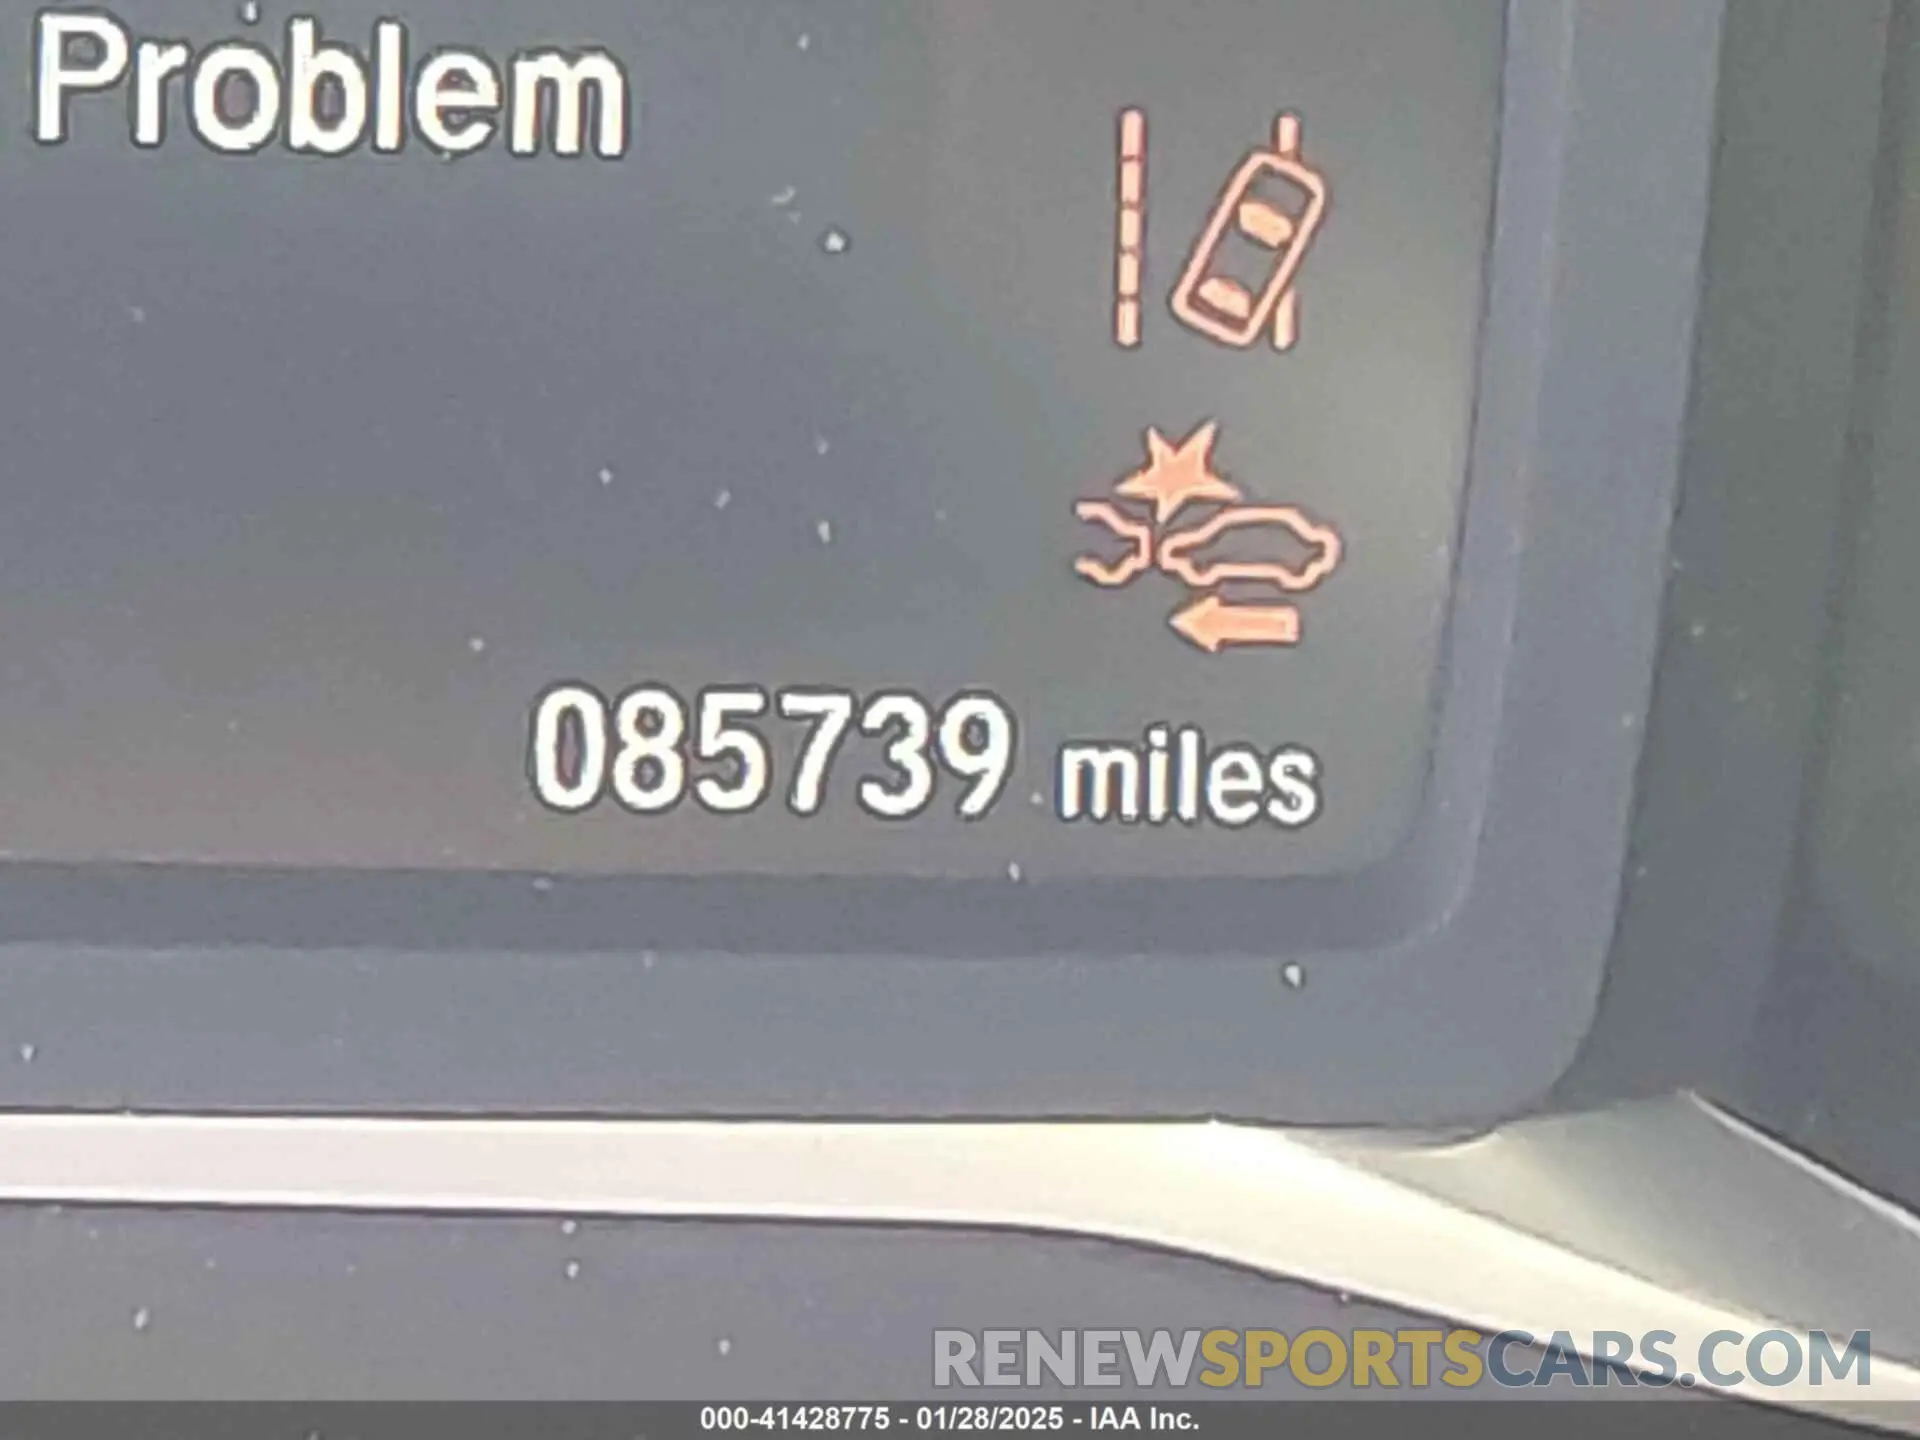 Problem
085739 miles
RENEWSPORTSCARS.COM
000-41428775 - 01/28/2025 - IAA Inc.